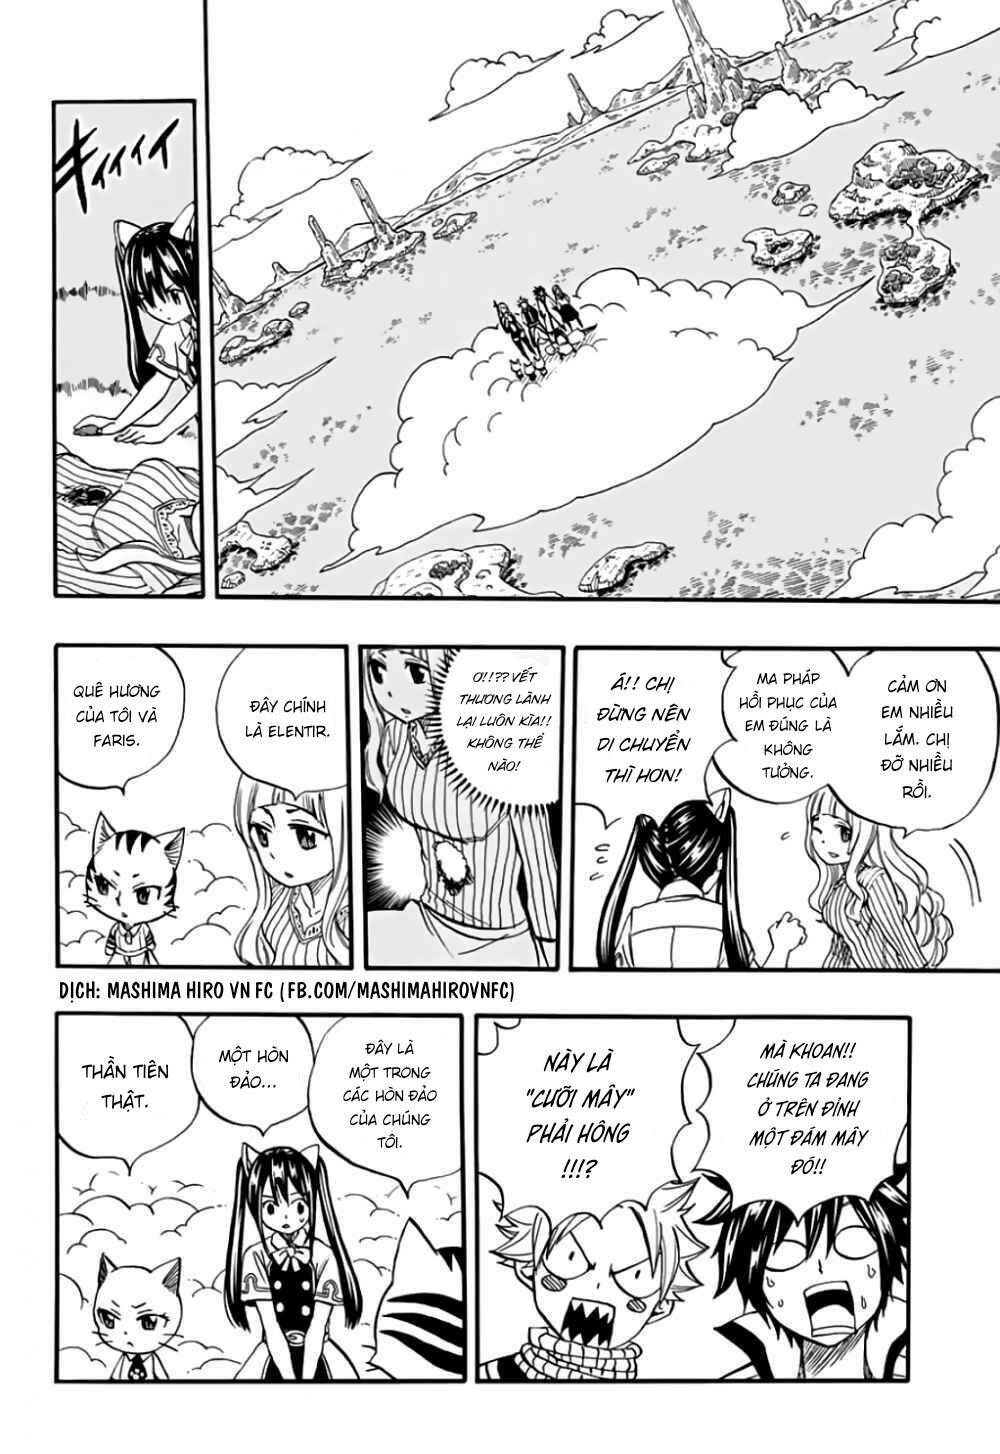 キィイイイ
CẢM ƠN
EM NHIỀU
LẮM. CHỊ
ĐỠ NHIỀU
RỒI.
MA PHÁP
HỒI PHỤC CỦA
EM ĐÚNG LÀ
KHÔNG
TƯỞNG.
Á!! CHỊ
ĐỪNG NÊN
DI CHUYỂN
THÌ HƠN!
Ơ!!?? VẾT
THƯƠNG LÀNH
LẠI LUÔN KÌA!!
KHÔNG THỂ
NÀO!
ĐÂY CHÍNH
LÀ ELENTIR.
QUÊ HƯƠNG
CỦA TÔI VÀ
FARIS.
DỊCH: MASHIMA HIRO VN FC (FB.COM/MASHIMAHIROVNFC)
MÀ KHOAN!!
CHÚNG TA ĐANG
Ở TRÊN ĐỈNH
MỘT ĐÁM MÂY
ĐÓ!!
NÀY LÀ
"CƯỠI MÂY"
PHẢI HÔNG
!!!?
ĐÂY LÀ
MỘT TRONG
CÁC HÒN ĐẢO
CỦA CHÚNG
TÔI.
MỘT HÒN
ĐẢO...
THẦN TIÊN
THẬT.